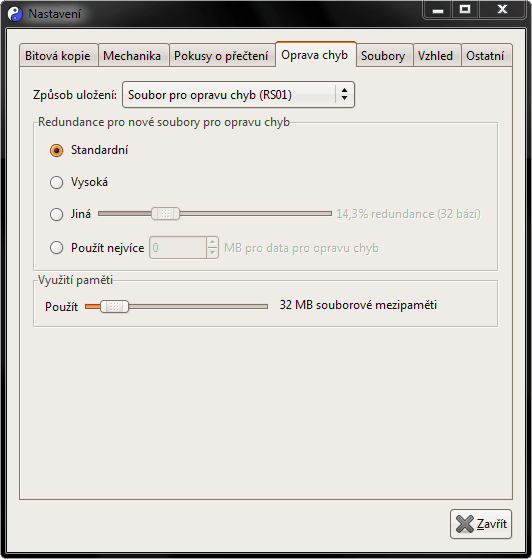 Nastavení
Bitová kopie Mechanika Pokusy o přečtení Oprava chyb Soubory Vzhled Ostatní
Způsob uložení: Soubor pro opravu chyb (RS01)
Redundance pro nové soubory pro opravu chyb
Standardní
Vysoká
Jiná 14,3% redundance (32 bází)
Použít nejvíce 0 MB pro data pro opravu chyb
Využití paměti
Použít 32 MB souborové mezipaměti
Zavřít